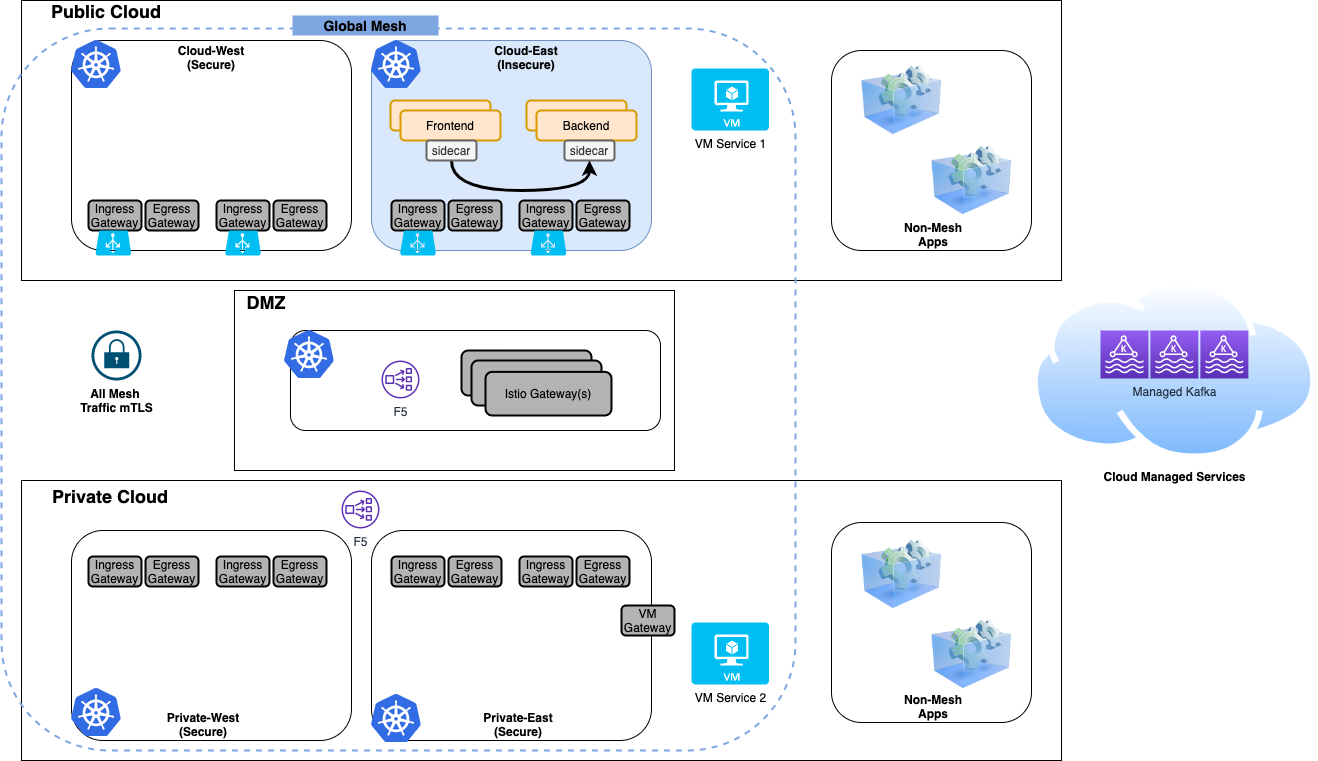 Public Cloud
Global Mesh
Cloud-West
(Secure)
Cloud-East
(Insecure)
Frontend
sidecar
Backend
sidecar
VM
VM Service 1
Ingress
Gateway
Egress
Gateway
Ingress
Gateway
Egress
Gateway
Ingress
Gateway
Egress
Gateway
Ingress
Gateway
Egress
Gateway
Non-Mesh
Apps
DMZ
All Mesh
Traffic mTLS
F5
Istio Gateway(s)
K
K
K
Managed Kafka
Cloud Managed Services
Private Cloud
F5
Ingress
Gateway
Egress
Gateway
Ingress
Gateway
Egress
Gateway
Ingress
Gateway
Egress
Gateway
Ingress
Gateway
Egress
Gateway
VM
Gateway
VM
VM Service 2
Private-West
(Secure)
Private-East
(Secure)
Non-Mesh
Apps